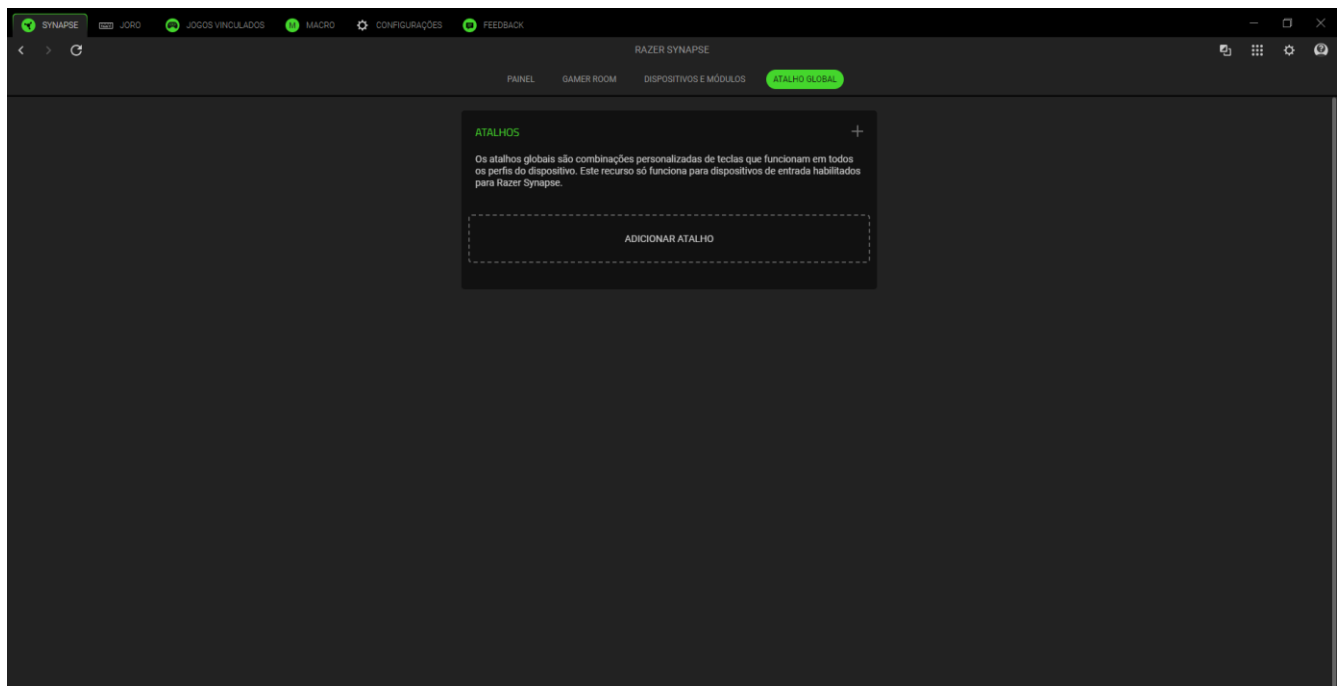 SYNAPSE JORO JOGOS VINCULADOS MACRO CONFIGURAÇÕES FEEDBACK
RAZER SYNAPSE
PAINEL GAMER ROOM DISPOSITIVOS E MÓDULOS ATALHO GLOBAL
ATALHOS
Os atalhos globais são combinações personalizadas de teclas que funcionam em todos
os perfis do dispositivo. Este recurso só funciona para dispositivos de entrada habilitados
para Razer Synapse.
ADICIONAR ATALHO